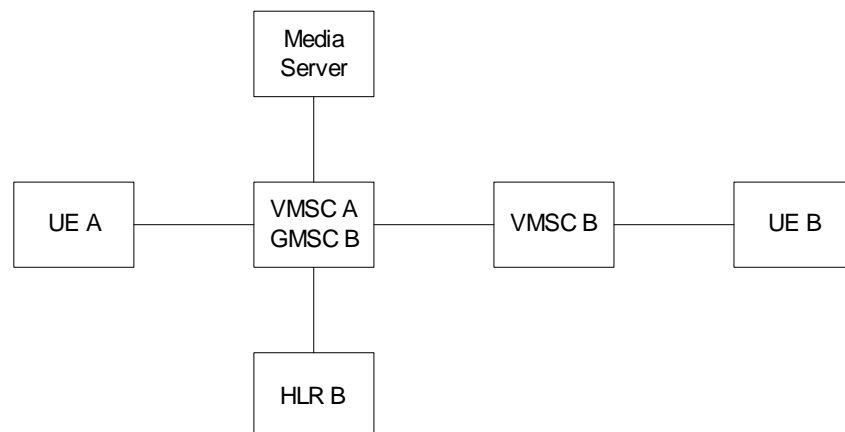 Media
Server
UE A
VMSC A
GMSC B
VMSC B
UE B
HLR B